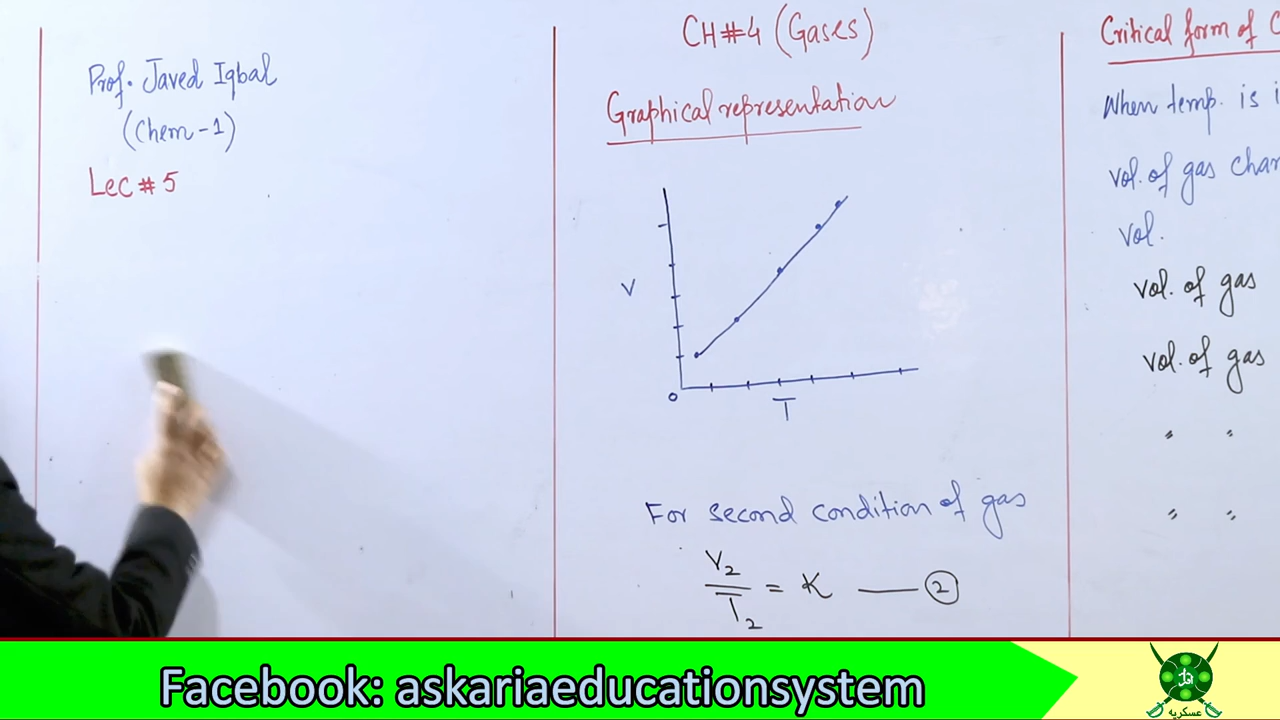 Prof. Javed Iqbal
(Chem-1)
Lec # 5
CH#4 (Gases)
Graphical representation
V
0
T
For second condition of gas
V₂
— = K —— ②
T₂
Critical form of C
When temp. is i
vol. of gas chan
vol.
vol. of gas
vol. of gas
〃 〃
〃 〃
Facebook: askariaeducationsystem
عسکریہ